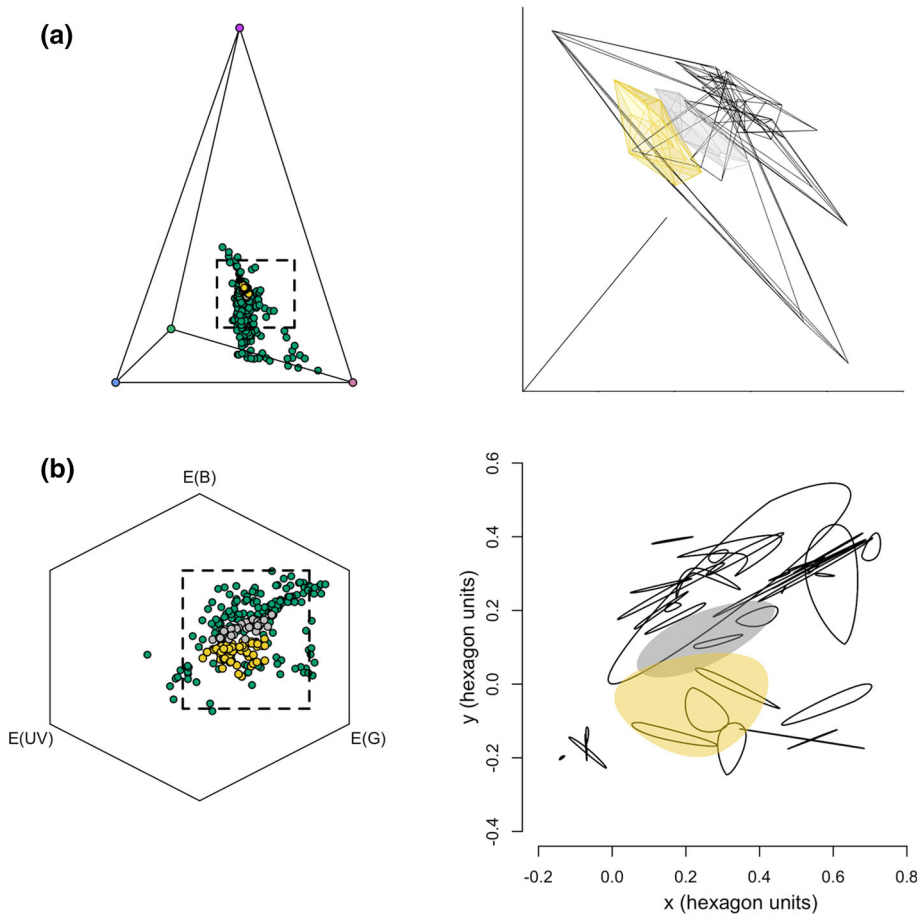 (a)
(b)
E(B)
E(UV)
E(G)
y (hexagon units)
0.6
0.4
0.2
0.0
-0.2
-0.4
-0.2 0.0 0.2 0.4 0.6 0.8
x (hexagon units)